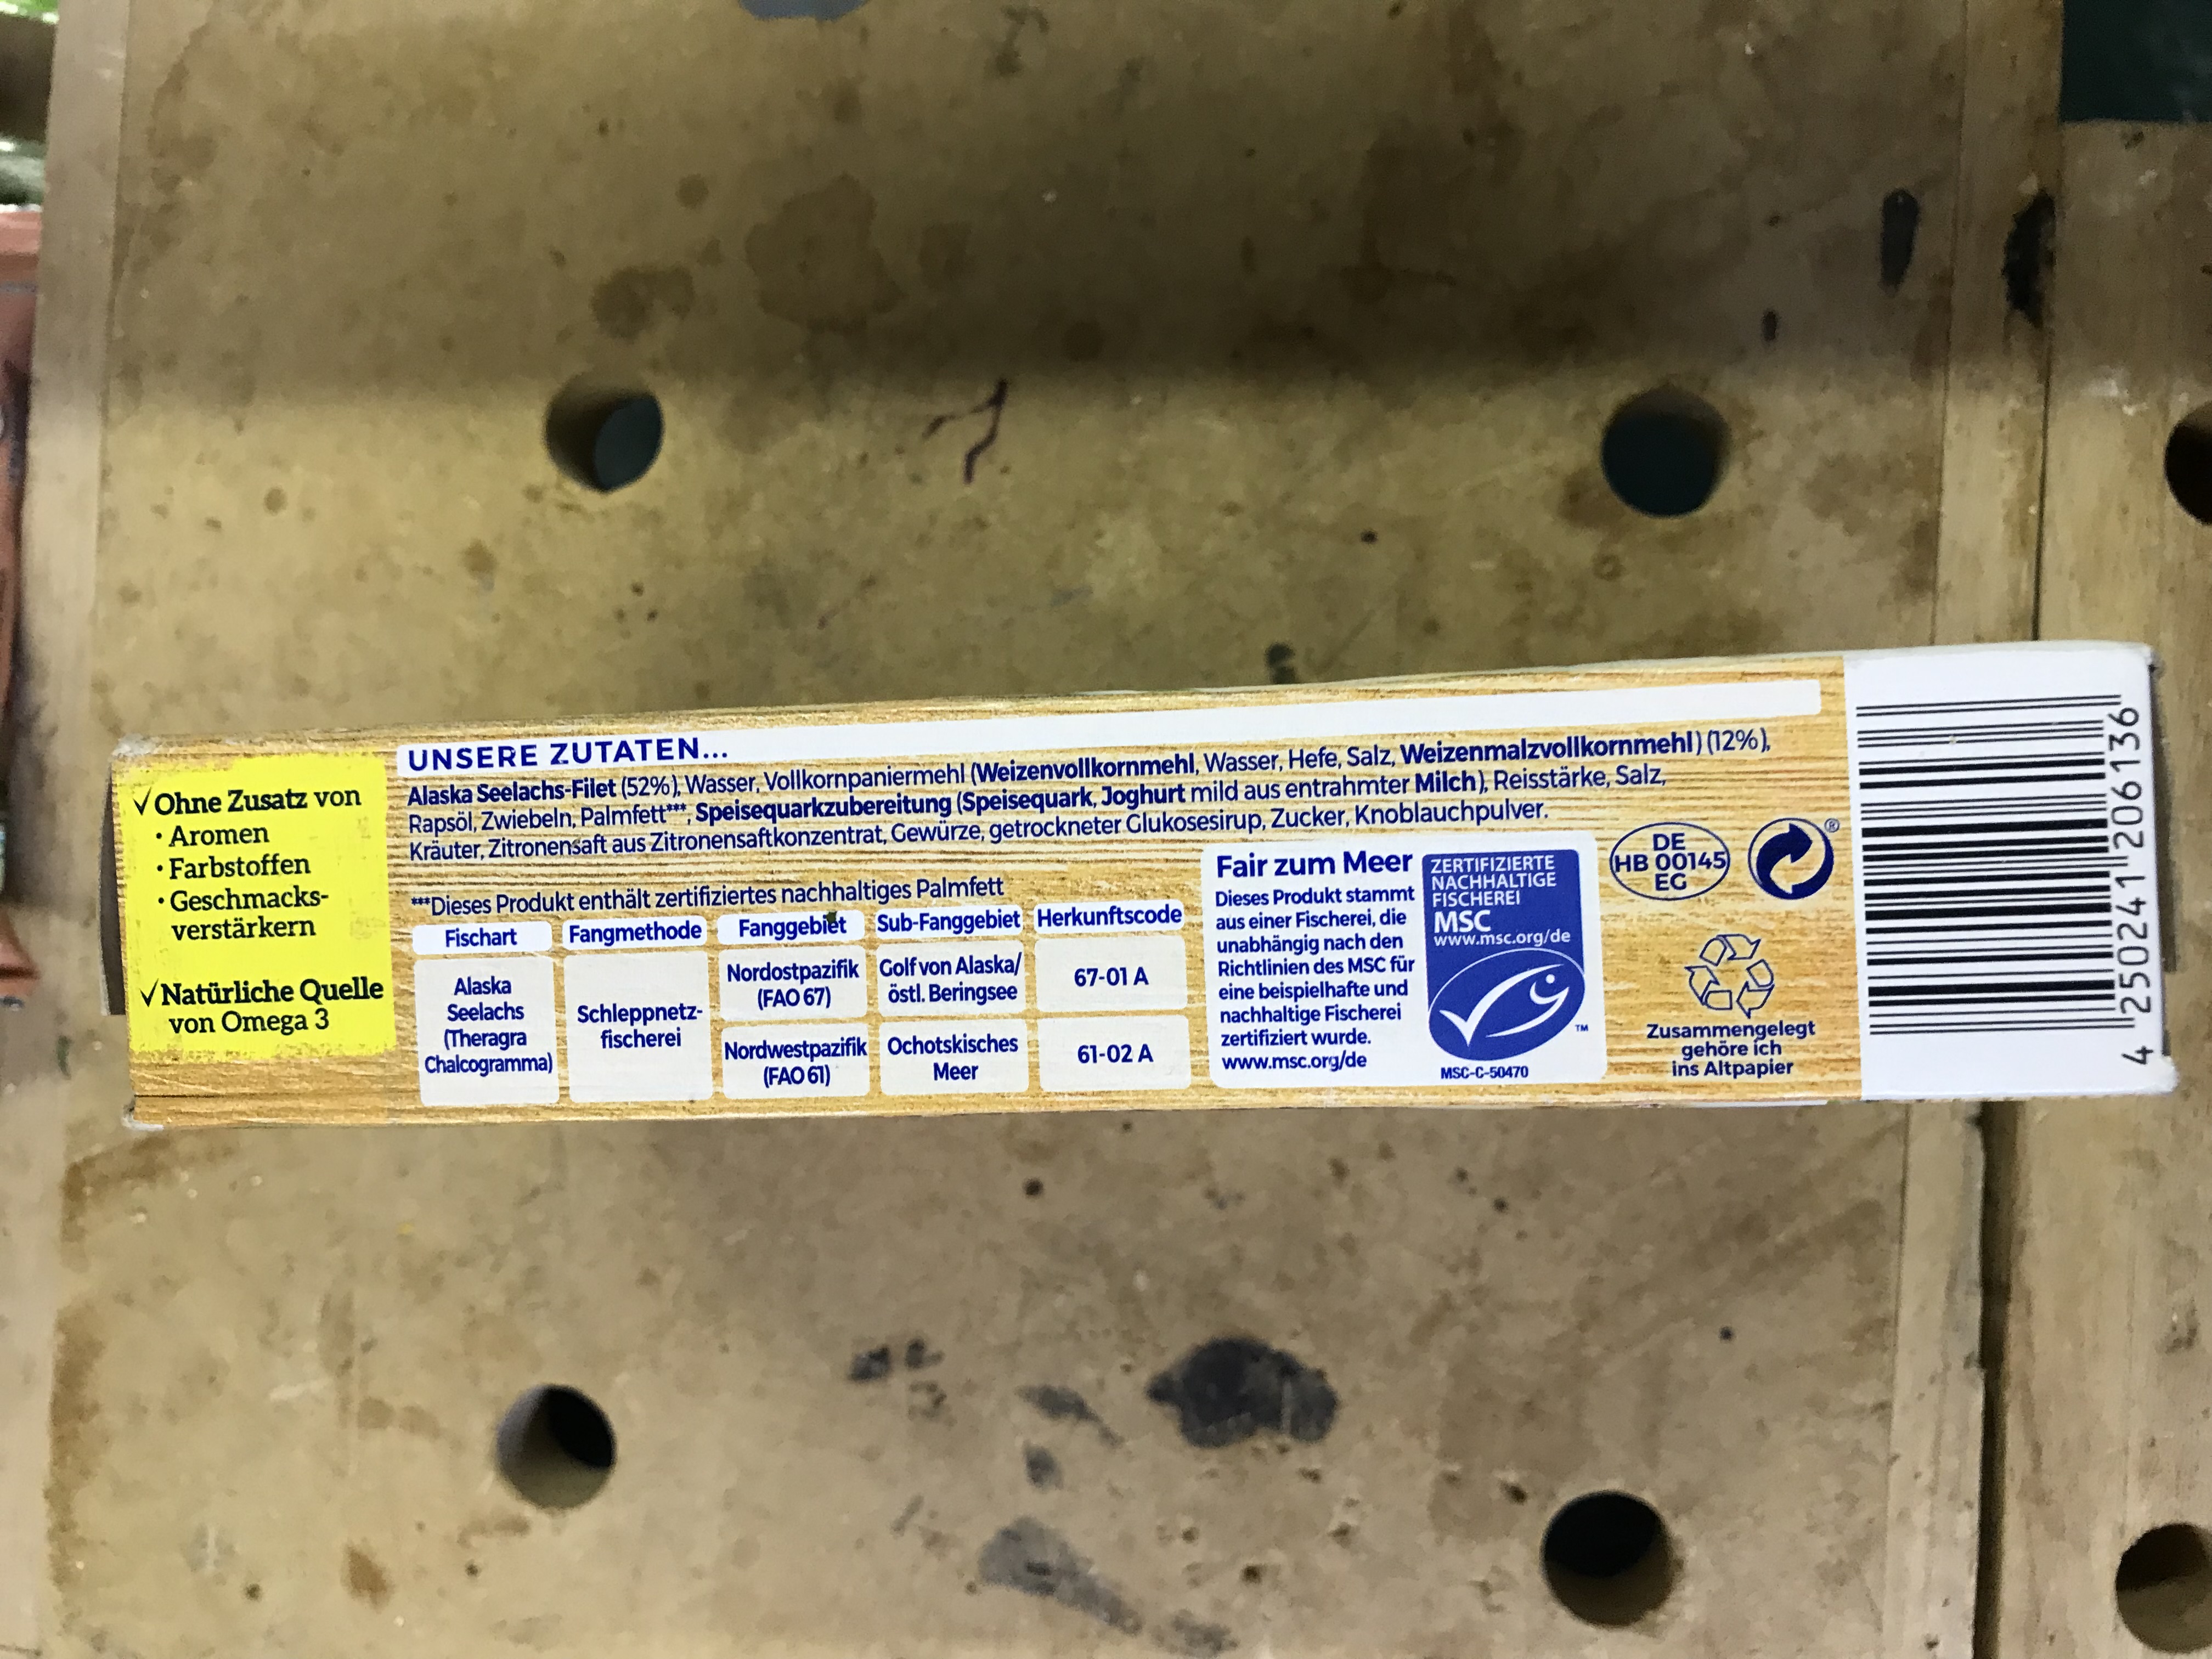 ✓Ohne Zusatz von
• Aromen
• Farbstoffen
• Geschmacks-
verstärkern
✓Natürliche Quelle
von Omega 3
UNSERE ZUTATEN...
Alaska Seelachs-Filet (52%), Wasser, Vollkornpaniermehl (Weizenvollkornmehl, Wasser, Hefe, Salz, Weizenmalzvollkornmehl) (12%),
Rapsöl, Zwiebeln, Palmfett***, Speisequarkzubereitung (Speisequark, Joghurt mild aus entrahmter Milch), Reisstärke, Salz,
Kräuter, Zitronensaft aus Zitronensaftkonzentrat, Gewürze, getrockneter Glukosesirup, Zucker, Knoblauchpulver.
***Dieses Produkt enthält zertifiziertes nachhaltiges Palmfett
Fischart
Fangmethode
Fanggebiet
Sub-Fanggebiet
Herkunftscode
Alaska
Seelachs
(Theragra
Chalcogramma)
Schleppnetz-
fischerei
Nordostpazifik
(FAO 67)
Golf von Alaska/
östl. Beringsee
67-01 A
Nordwestpazifik
(FAO 61)
Ochotskisches
Meer
61-02 A
Fair zum Meer
Dieses Produkt stammt
aus einer Fischerei, die
unabhängig nach den
Richtlinien des MSC für
eine beispielhafte und
nachhaltige Fischerei
zertifiziert wurde.
www.msc.org/de
ZERTIFIZIERTE
NACHHALTIGE
FISCHEREI
MSC
www.msc.org/de
TM
MSC-C-50470
DE
HB 00145
EC
®
Zusammengelegt
gehöre ich
ins Altpapier
4 250241 206136